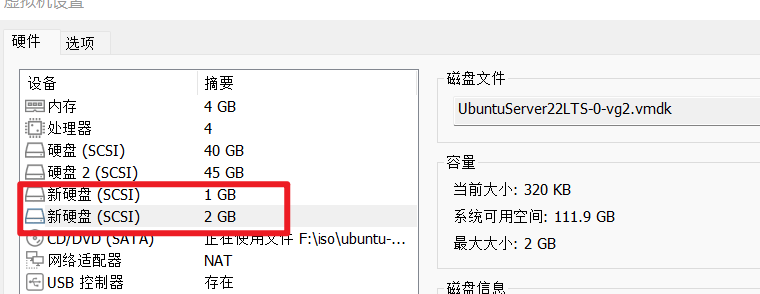 虚拟机设置
硬件
选项
设备 摘要
内存 4 GB
处理器 4
硬盘 (SCSI) 40 GB
硬盘 2 (SCSI) 45 GB
新硬盘 (SCSI) 1 GB
新硬盘 (SCSI) 2 GB
CD/DVD (SATA) 正在使用文件 F:\iso\ubuntu-...
网络适配器 NAT
USB 控制器 存在
磁盘文件
UbuntuServer22LTS-0-vg2.vmdk
容量
当前大小: 320 KB
系统可用空间: 111.9 GB
最大大小: 2 GB
磁盘信息